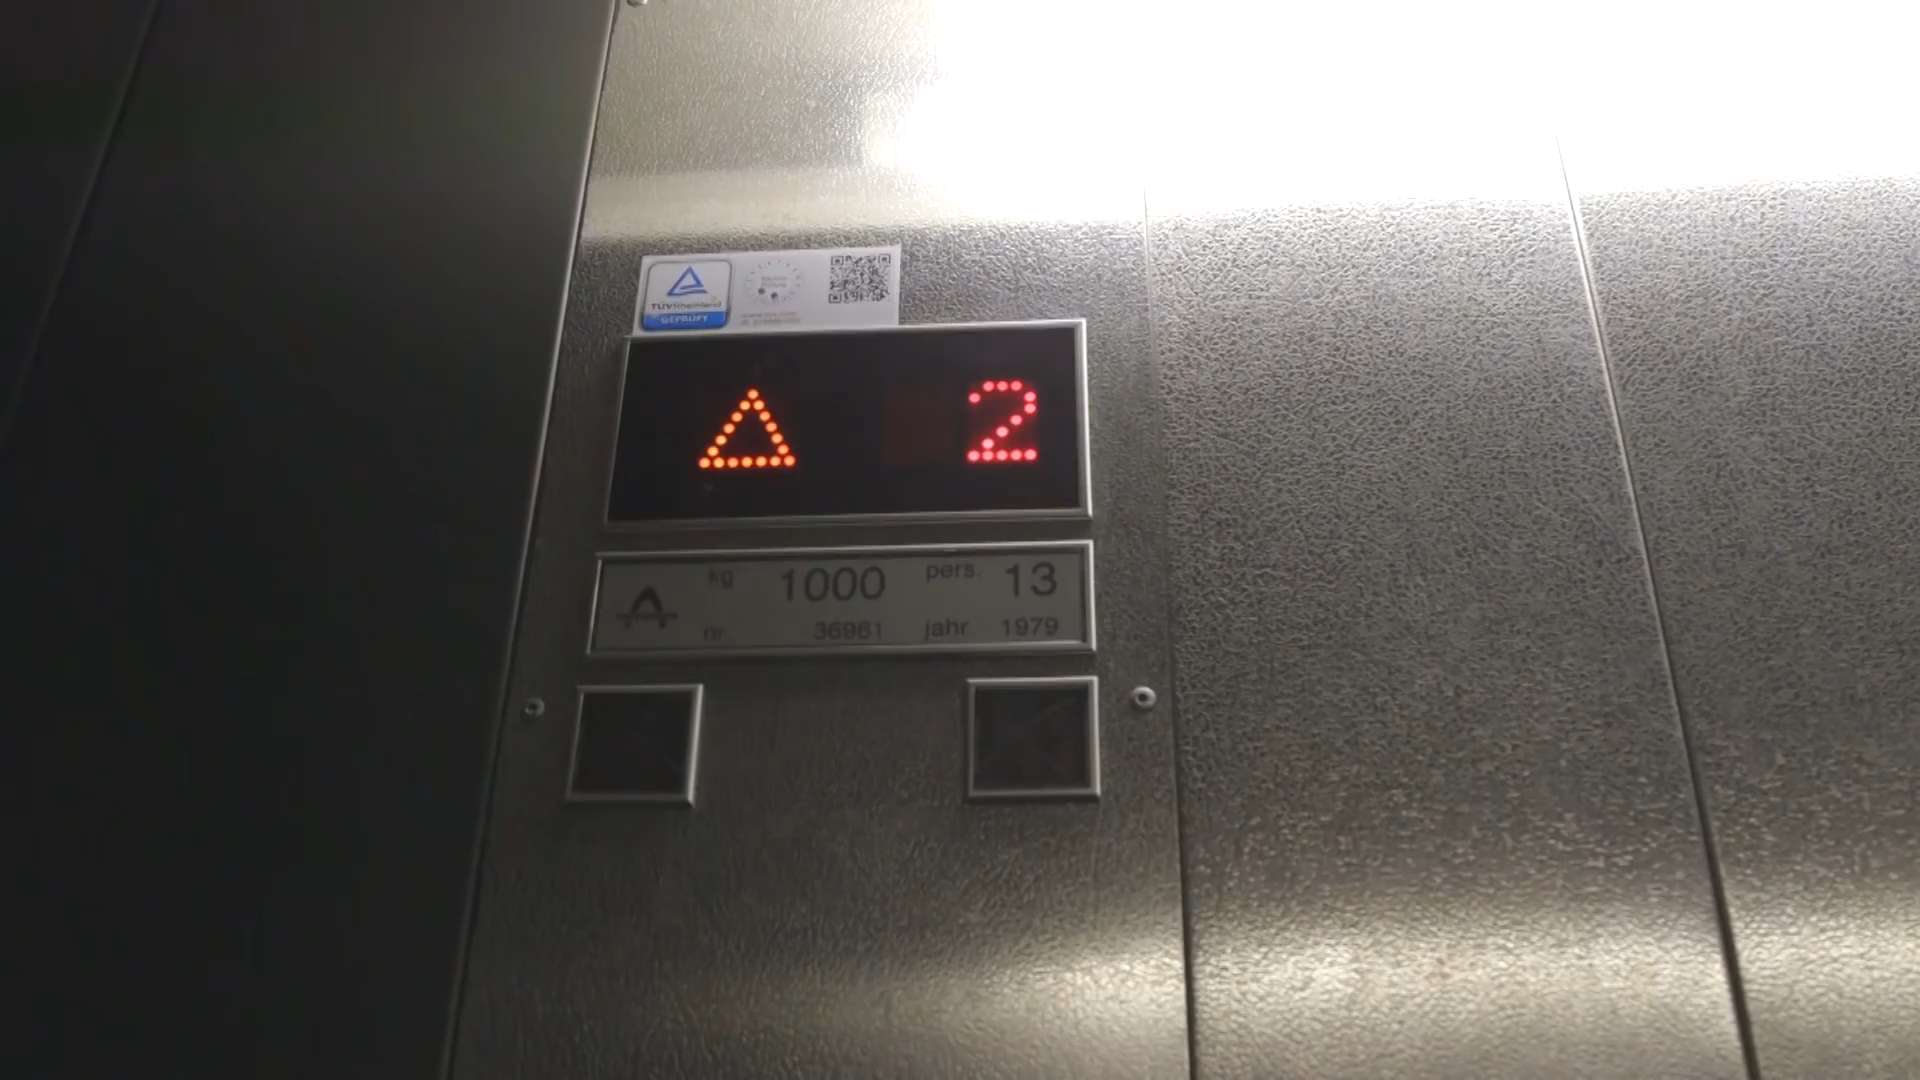 TÜVRheinland
GEPRÜFT
2
kg 1000 pers. 13
nr 36961 jahr 1979